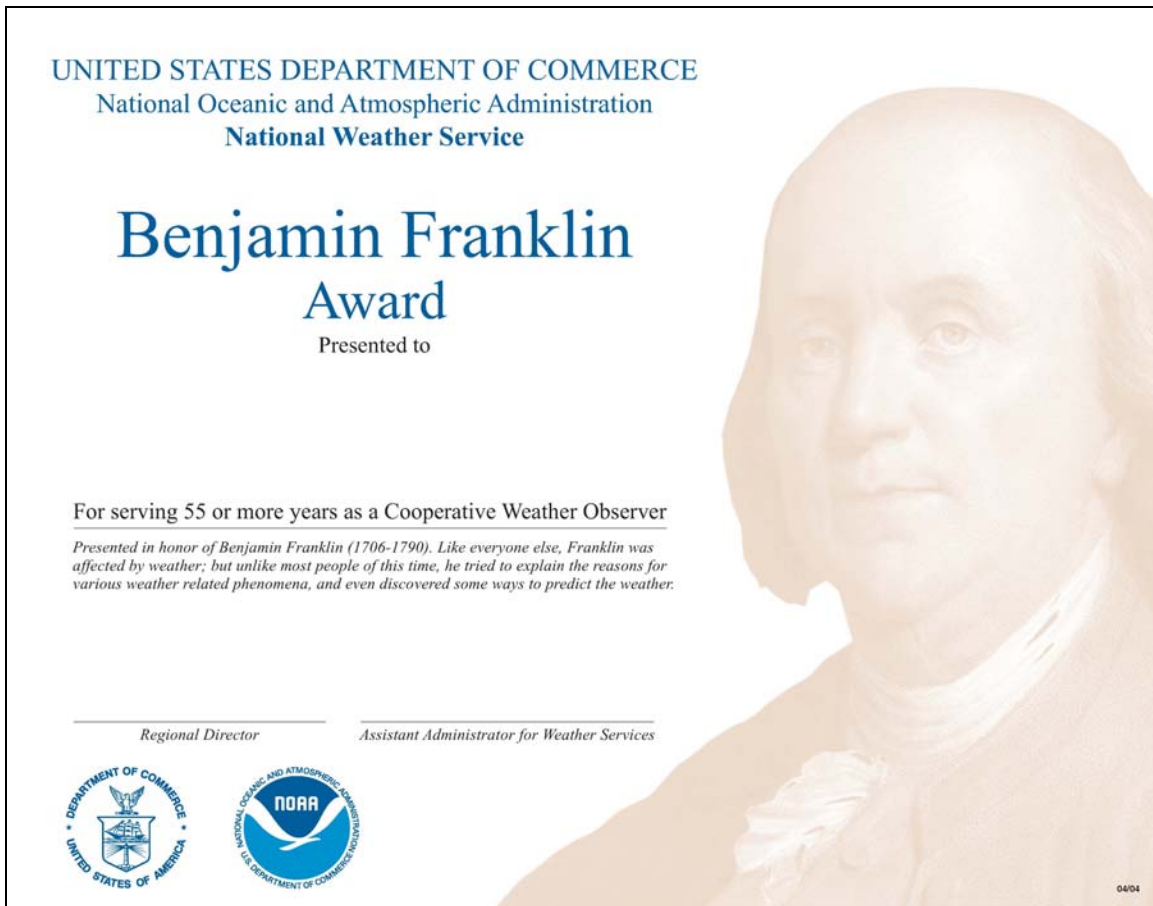 UNITED STATES DEPARTMENT OF COMMERCE
National Oceanic and Atmospheric Administration
National Weather Service
Benjamin Franklin
Award
Presented to
For serving 55 or more years as a Cooperative Weather Observer
Presented in honor of Benjamin Franklin (1706-1790). Like everyone else, Franklin was
affected by weather; but unlike most people of this time, he tried to explain the reasons for
various weather related phenomena, and even discovered some ways to predict the weather.
Regional Director
Assistant Administrator for Weather Services
DEPARTMENT OF COMMERCE
UNITED STATES OF AMERICA
NATIONAL OCEANIC AND ATMOSPHERIC ADMINISTRATION
NOAA
U.S. DEPARTMENT OF COMMERCE
04/04